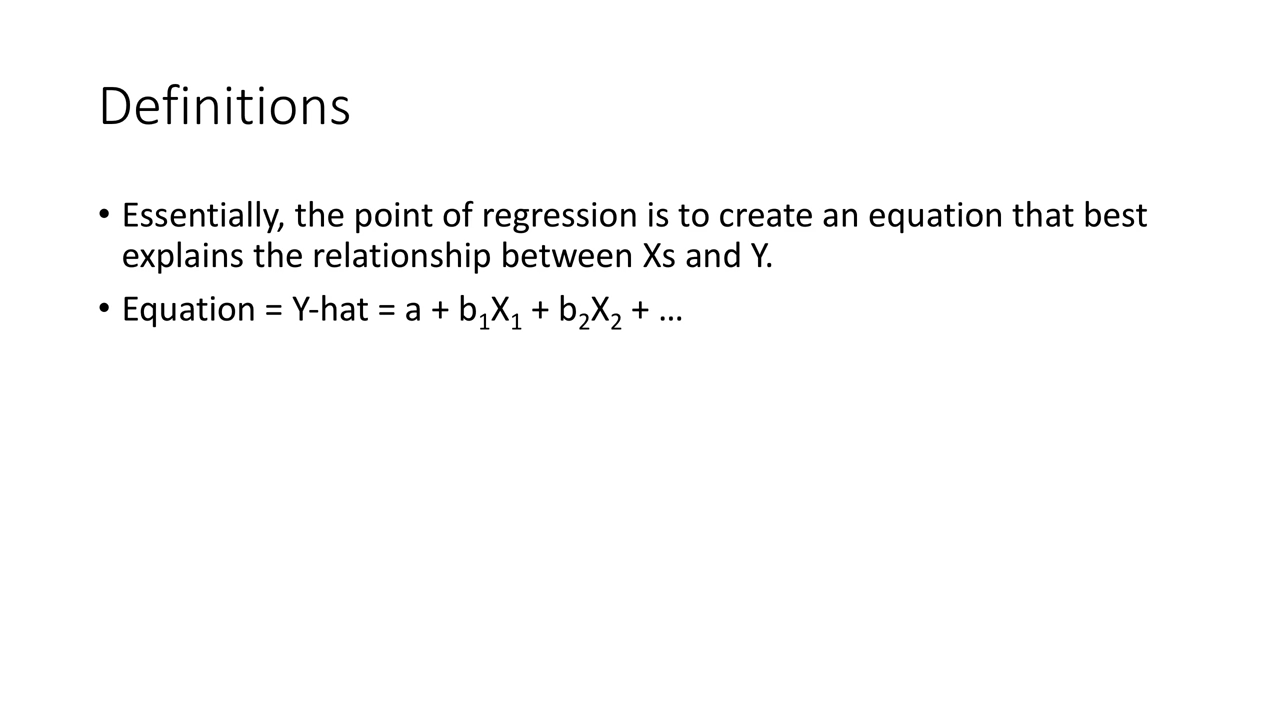 Definitions
• Essentially, the point of regression is to create an equation that best
explains the relationship between Xs and Y.
• Equation = Y-hat = a + b₁X₁ + b₂X₂ + …